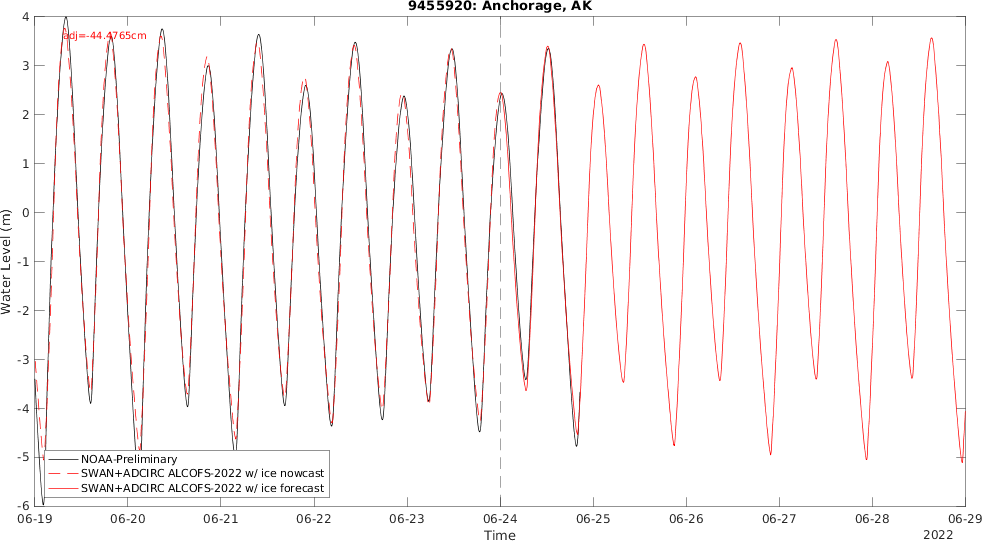 9455920: Anchorage, AK
adj=-44.4765cm
4
3
2
1
0
-1
-2
-3
-4
-5
-6
Water Level (m)
NOAA-Preliminary
SWAN+ADCIRC ALCOFS-2022 w/ ice nowcast
SWAN+ADCIRC ALCOFS-2022 w/ ice forecast
06-19 06-20 06-21 06-22 06-23 06-24 06-25 06-26 06-27 06-28 06-29
Time
2022